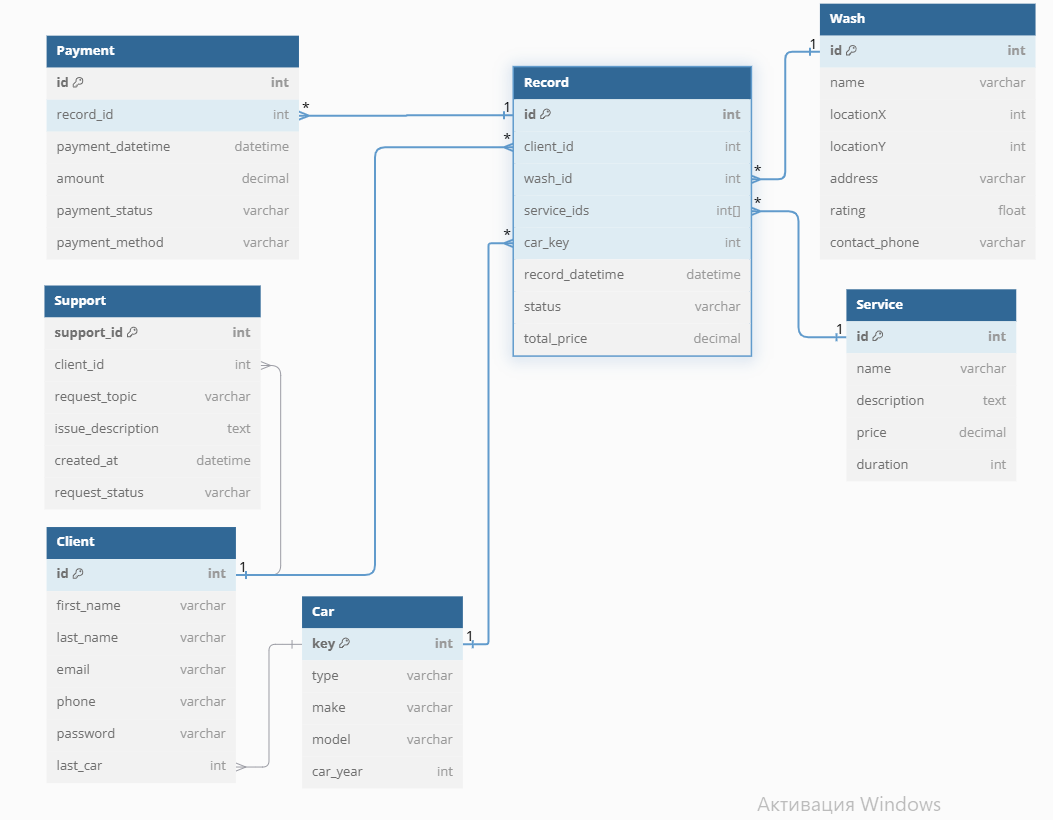 Payment
id int
record_id int
payment_datetime datetime
amount decimal
payment_status varchar
payment_method varchar
* 1
Support
support_id int
client_id int
request_topic varchar
issue_description text
created_at datetime
request_status varchar
Client
id int
first_name varchar
last_name varchar
email varchar
phone varchar
password varchar
last_car int
1
Car
key int
type varchar
make varchar
model varchar
car_year int
1
Record
id int
client_id int
wash_id int
service_ids int[]
car_key int
record_datetime datetime
status varchar
total_price decimal
*
*
*
*
Wash
id int
name varchar
locationX int
locationY int
address varchar
rating float
contact_phone varchar
1
Service
id int
name varchar
description text
price decimal
duration int
1
Активация Windows